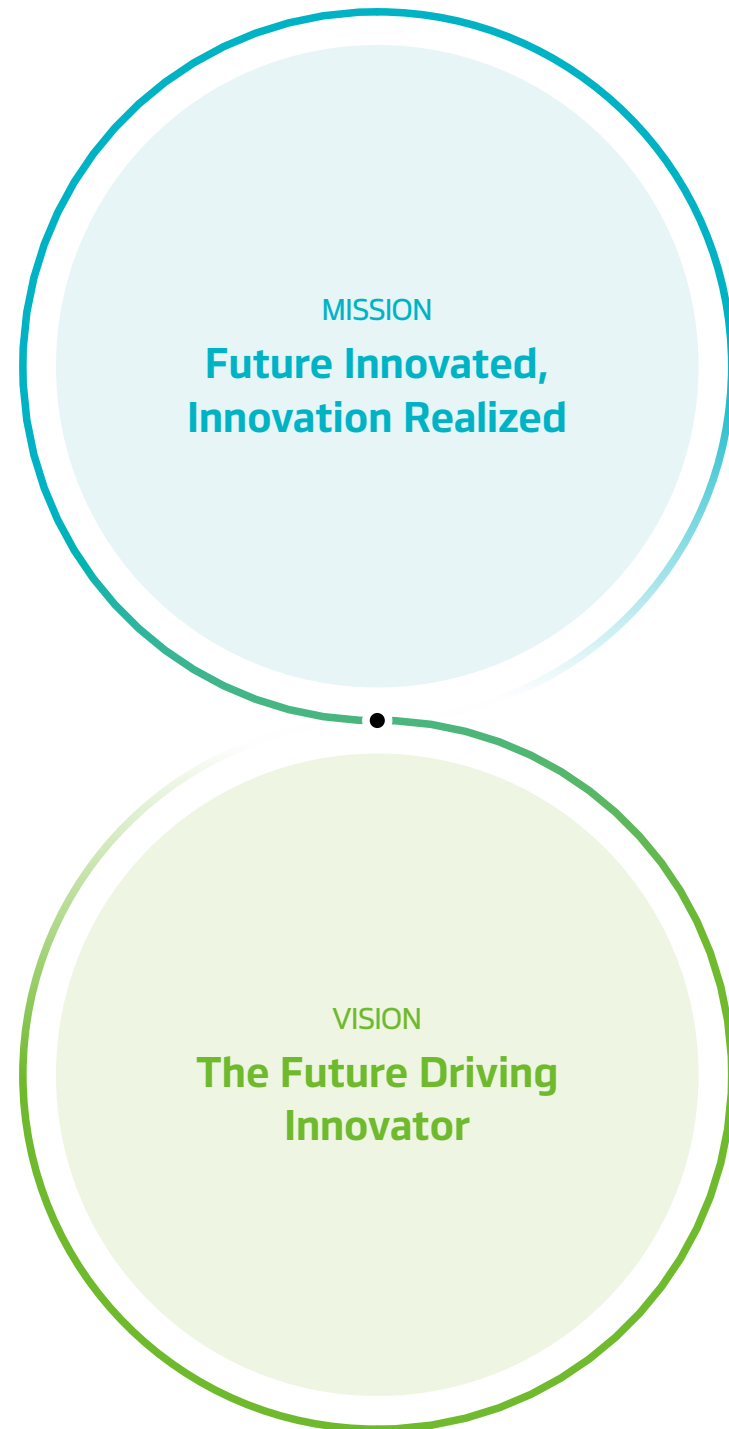 MISSION
Future Innovated,
Innovation Realized
VISION
The Future Driving
Innovator